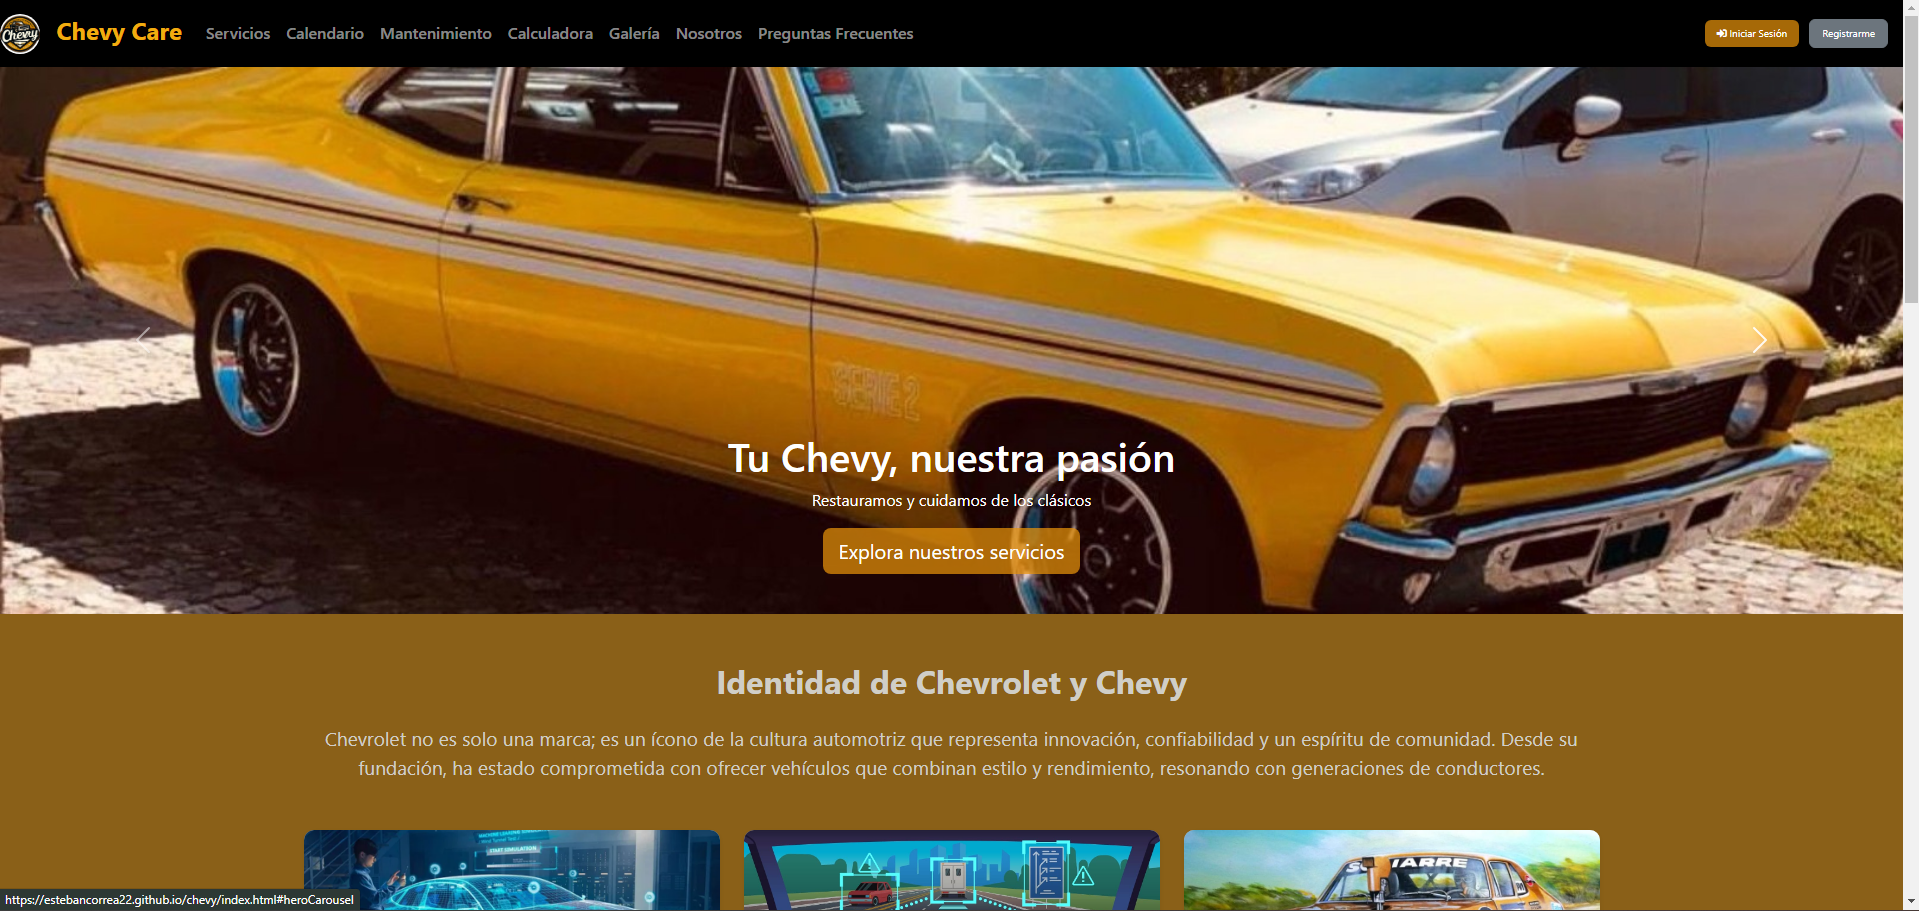 Chevy
Chevy Care
Servicios
Calendario
Mantenimiento
Calculadora
Galería
Nosotros
Preguntas Frecuentes
Iniciar Sesión
Registrarme
SERIE 2
Tu Chevy, nuestra pasión
Restauramos y cuidamos de los clásicos
Explora nuestros servicios
Identidad de Chevrolet y Chevy
Chevrolet no es solo una marca; es un ícono de la cultura automotriz que representa innovación, confiabilidad y un espíritu de comunidad. Desde su
fundación, ha estado comprometida con ofrecer vehículos que combinan estilo y rendimiento, resonando con generaciones de conductores.
START SIMULATION
https://estebancorrea22.github.io/chevy/index.html#heroCarousel